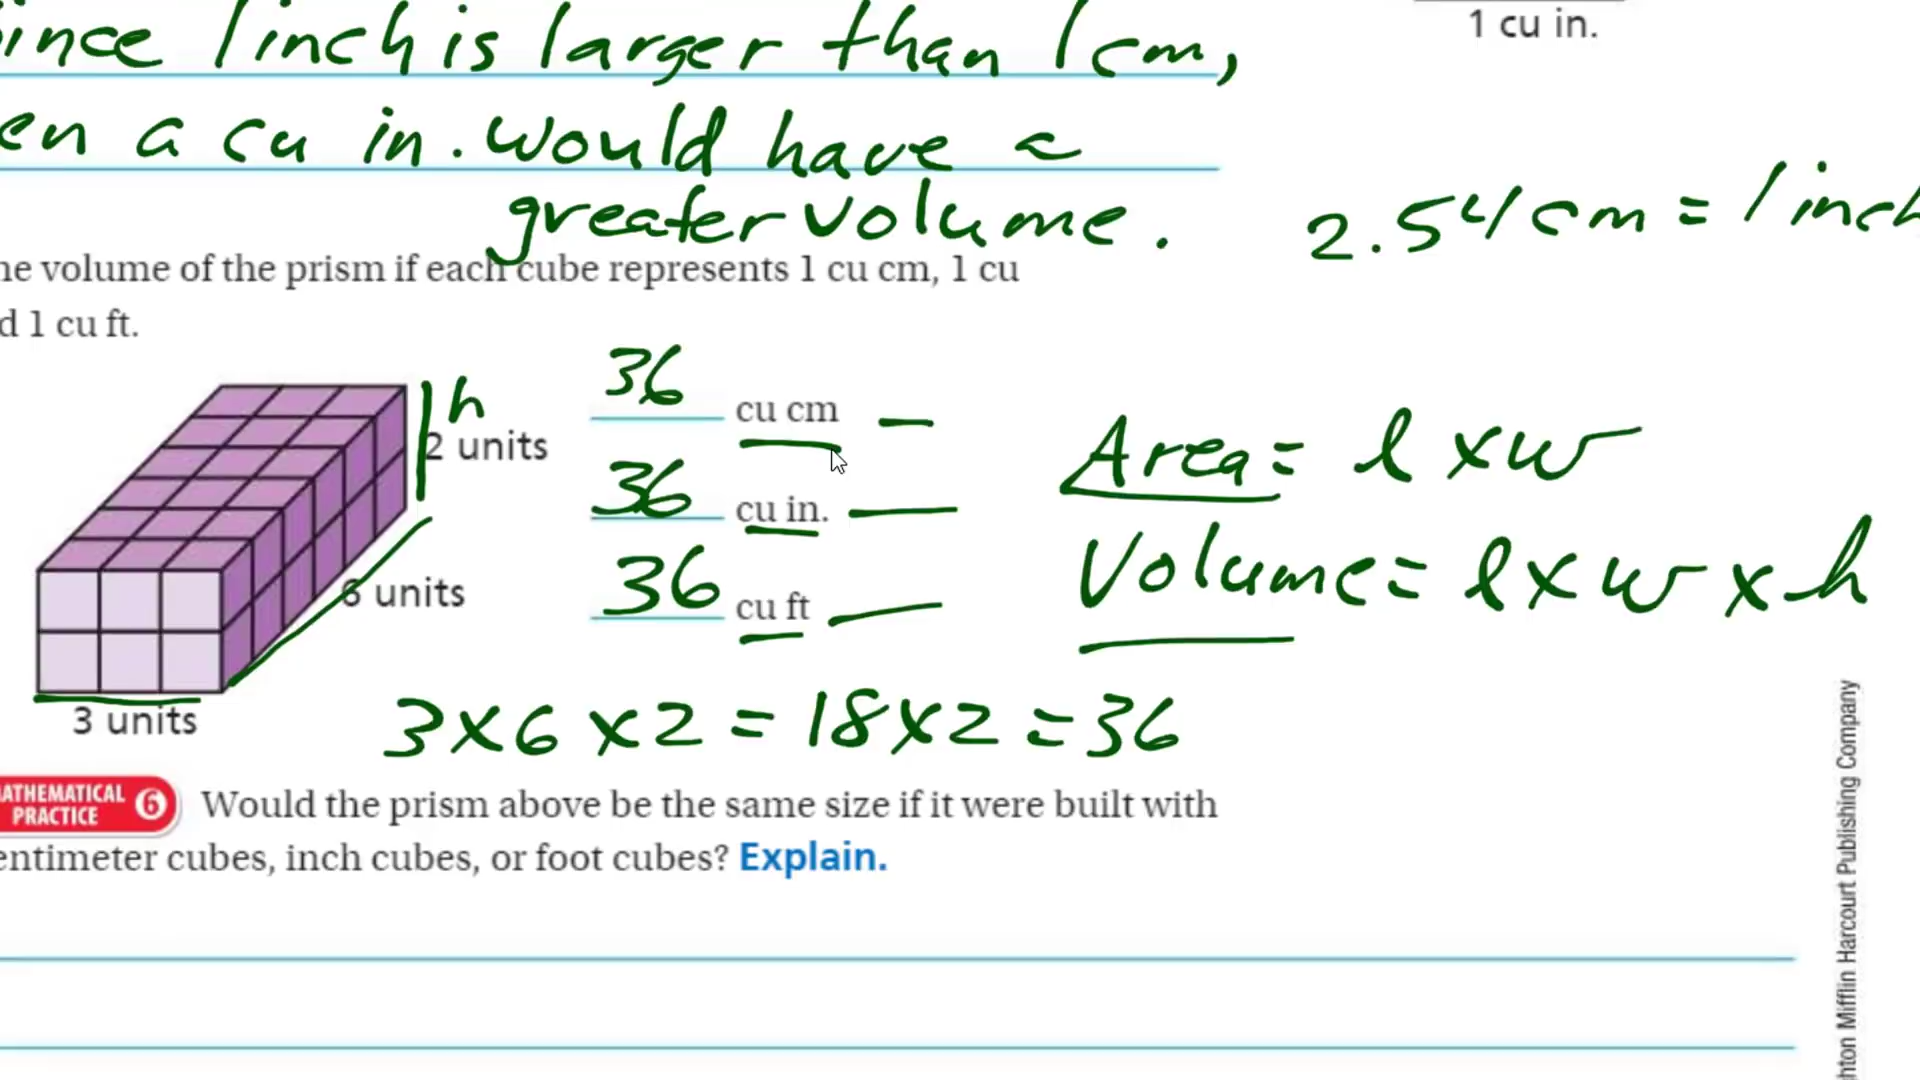 ince 1 inch is larger than 1 cm,
1 cu in.
en a cu in. would have a
greater volume.
2.54 cm = 1 inch
he volume of the prism if each cube represents 1 cu cm, 1 cu
d 1 cu ft.
h
2 units
36 cu cm
36 cu in.
36 cu ft
Area = l x w
Volume = l x w x h
6 units
3 units
3 x 6 x 2 = 18 x 2 = 36
ATHEMATICAL
PRACTICE 6
Would the prism above be the same size if it were built with
entimeter cubes, inch cubes, or foot cubes? Explain.
hton Mifflin Harcourt Publishing Company